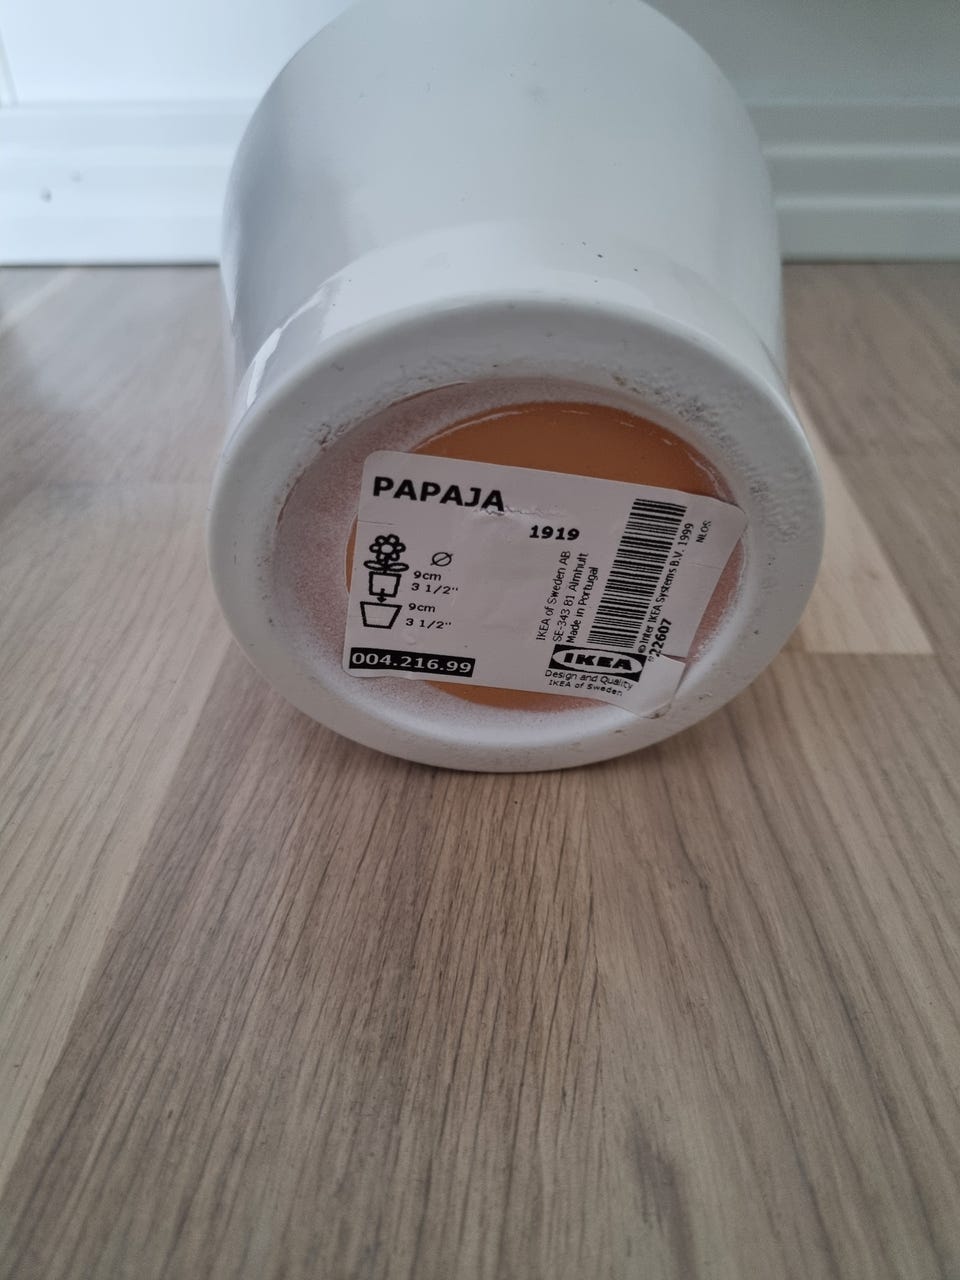 PAPAJA
1919
Ø
9cm
3 1/2"
9cm
3 1/2"
004.216.99
IKEA of Sweden AB
SE-343 81 Älmhult
Made in Portugal
©Inter IKEA Systems B.V. 1999
22607
IKEA
Design and Quality
IKEA of Sweden